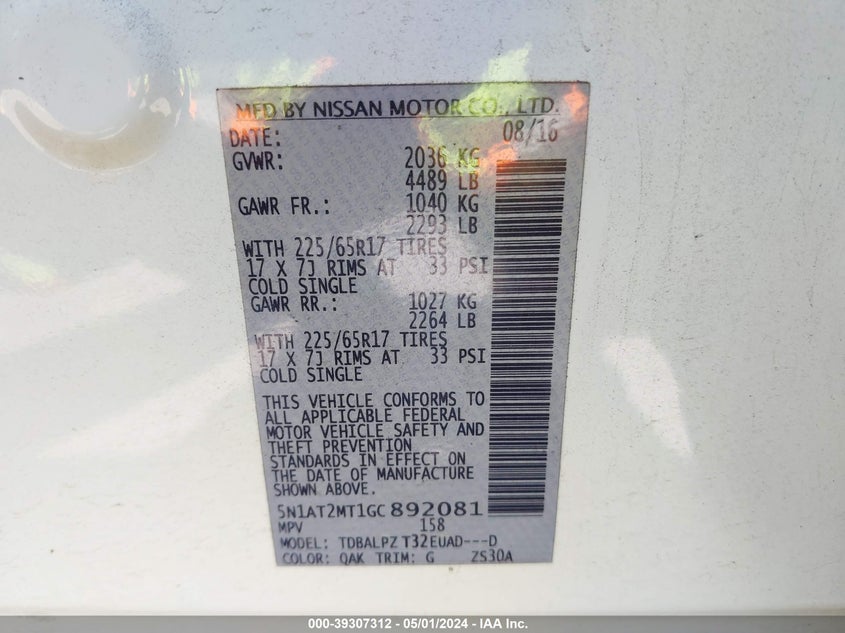 MFD BY NISSAN MOTOR CO., LTD.
DATE: 08/16
GVWR: 2036 KG
4489 LB
GAWR FR.: 1040 KG
2293 LB
WITH 225/65R17 TIRES
17 X 7J RIMS AT 33 PSI
COLD SINGLE
GAWR RR.: 1027 KG
2264 LB
WITH 225/65R17 TIRES
17 X 7J RIMS AT 33 PSI
COLD SINGLE
THIS VEHICLE CONFORMS TO
ALL APPLICABLE FEDERAL
MOTOR VEHICLE SAFETY AND
THEFT PREVENTION
STANDARDS IN EFFECT ON
THE DATE OF MANUFACTURE
SHOWN ABOVE.
5N1AT2MT1GC892081
MPV 158
MODEL: TDBALPZ T32EUAD---D
COLOR: QAK TRIM: G ZS30A
000-39307312 - 05/01/2024 - IAA Inc.